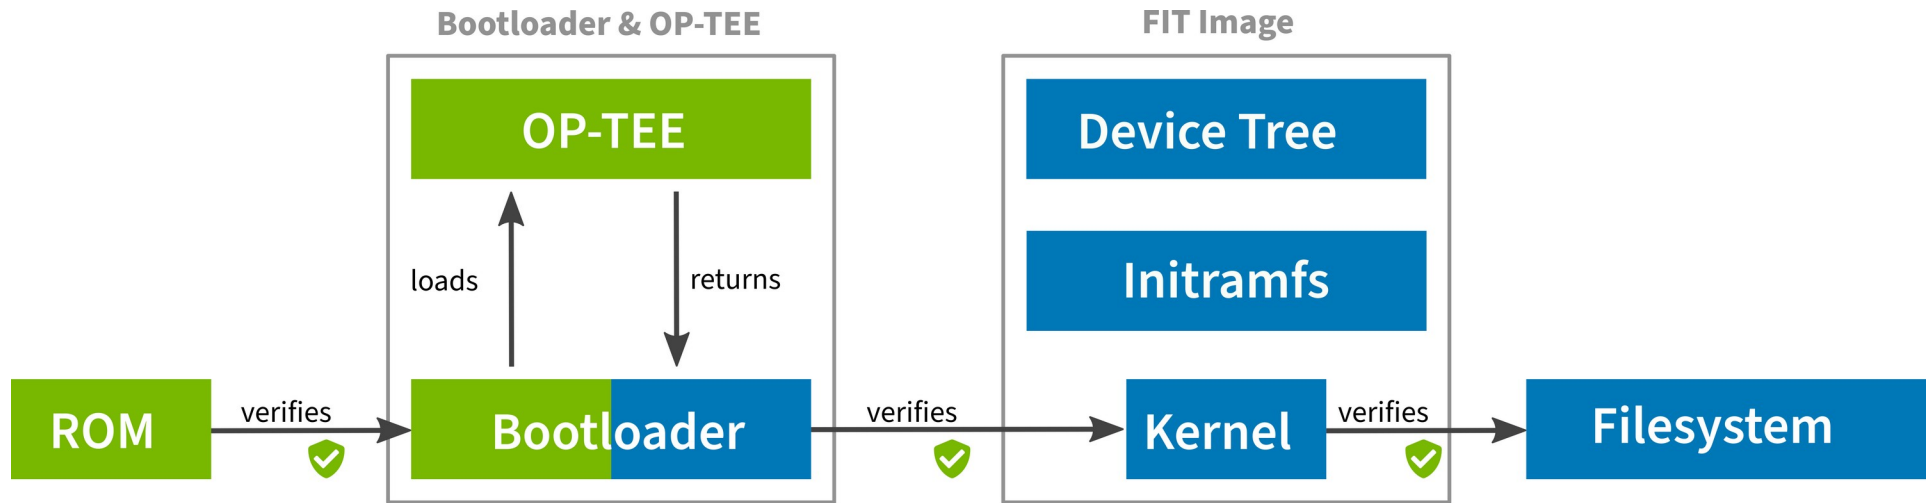 Bootloader & OP-TEE
FIT Image
OP-TEE
Device Tree
loads
returns
Initramfs
ROM
verifies
Bootloader
verifies
Kernel
verifies
Filesystem